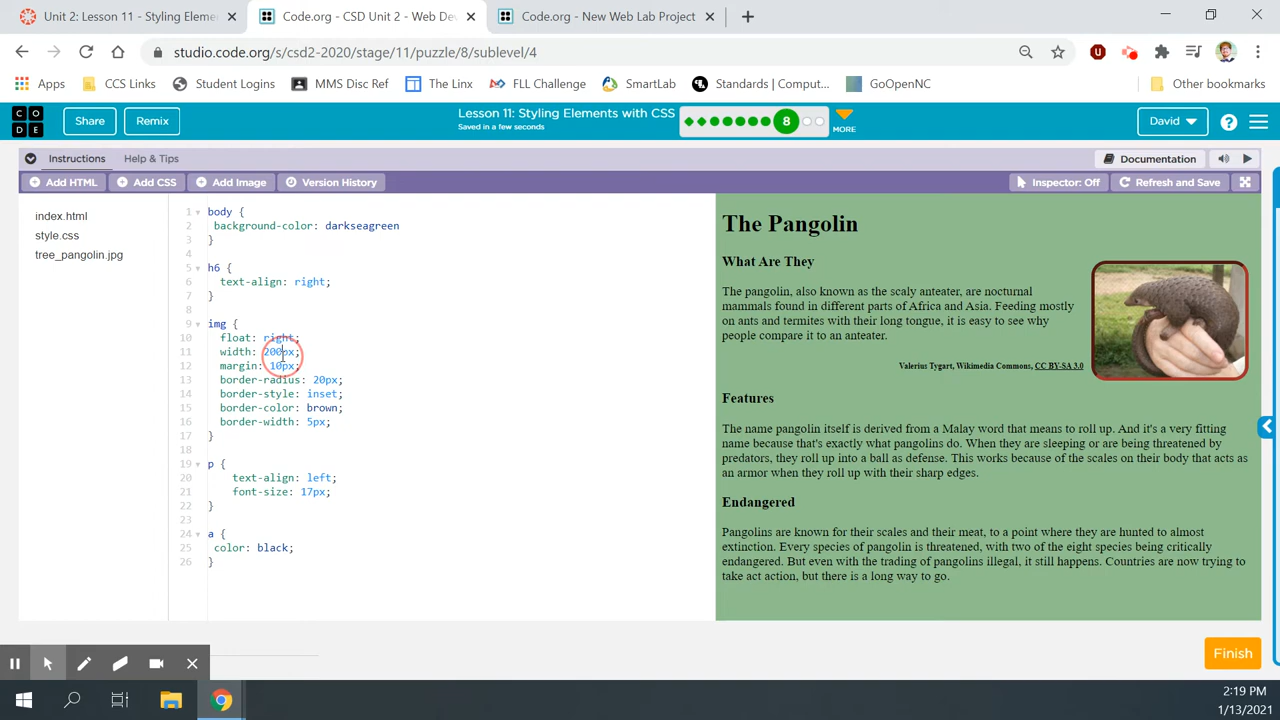 Unit 2: Lesson 11 - Styling Eleme
Code.org - CSD Unit 2 - Web De
Code.org - New Web Lab Project
studio.code.org/s/csd2-2020/stage/11/puzzle/8/sublevel/4
Apps CCS Links Student Logins MMS Disc Ref The Linx FLL Challenge SmartLab Standards | Comput... GoOpenNC Other bookmarks
CO
DE
Share Remix
Lesson 11: Styling Elements with CSS
Saved in a few seconds
8
MORE
David
Instructions Help & Tips
Documentation
Add HTML Add CSS Add Image Version History
Inspector: Off Refresh and Save
index.html
style.css
tree_pangolin.jpg
1 body {
2 background-color: darkseagreen
3 }
4
5 h6 {
6 text-align: right;
7 }
8
9 img {
10 float: right;
11 width: 200px;
12 margin: 10px;
13 border-radius: 20px;
14 border-style: inset;
15 border-color: brown;
16 border-width: 5px;
17 }
18
19 p {
20 text-align: left;
21 font-size: 17px;
22 }
23
24 a {
25 color: black;
26 }
The Pangolin
What Are They
The pangolin, also known as the scaly anteater, are nocturnal
mammals found in different parts of Africa and Asia. Feeding mostly
on ants and termites with their long tongue, it is easy to see why
people compare it to an anteater.
Valerius Tygart, Wikimedia Commons, CC BY-SA 3.0
Features
The name pangolin itself is derived from a Malay word that means to roll up. And it's a very fitting
name because that's exactly what pangolins do. When they are sleeping or are being threatened by
predators, they roll up into a ball as defense. This works because of the scales on their body that acts as
an armor when they roll up with their sharp edges.
Endangered
Pangolins are known for their scales and their meat, to a point where they are hunted to almost
extinction. Every species of pangolin is threatened, with two of the eight species being critically
endangered. But even with the trading of pangolins illegal, it still happens. Countries are now trying to
take act action, but there is a long way to go.
Finish
2:19 PM
1/13/2021